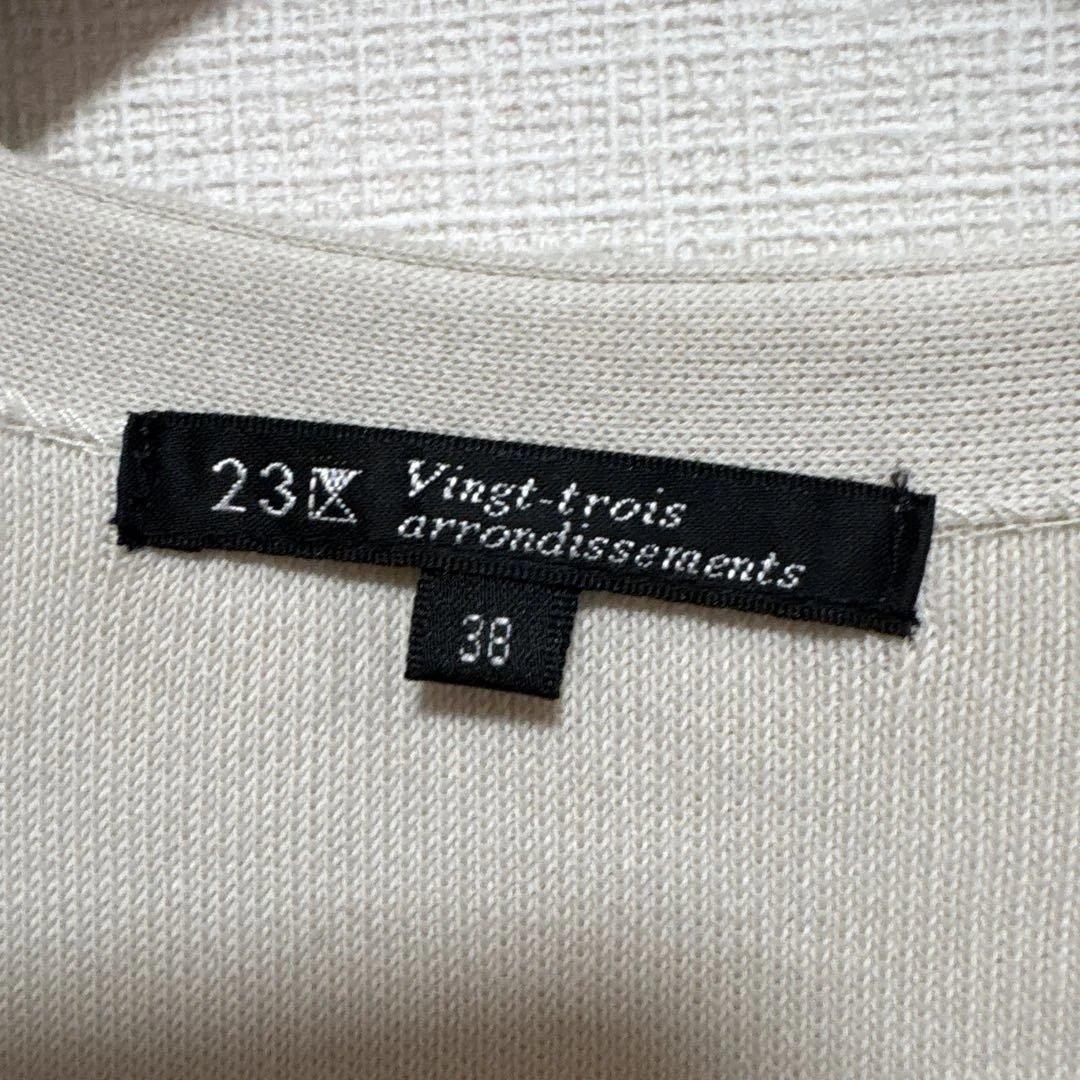 23区 Vingt-trois
arrondissements
38